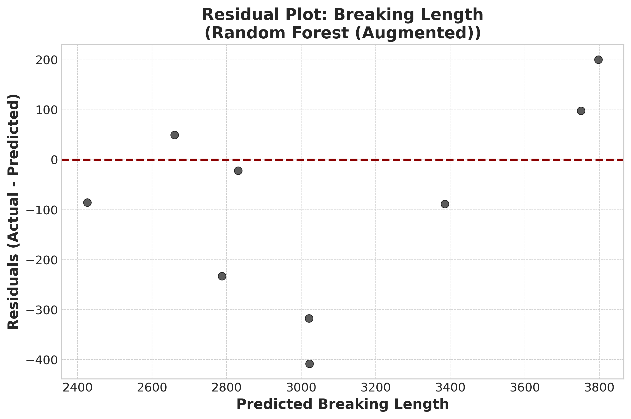 Residual Plot: Breaking Length
(Random Forest (Augmented))
Residuals (Actual - Predicted)
200
100
0
−100
−200
−300
−400
2400 2600 2800 3000 3200 3400 3600 3800
Predicted Breaking Length